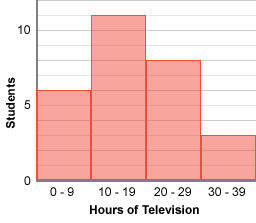 10
5
0
Students
0 - 9 10 - 19 20 - 29 30 - 39
Hours of Television